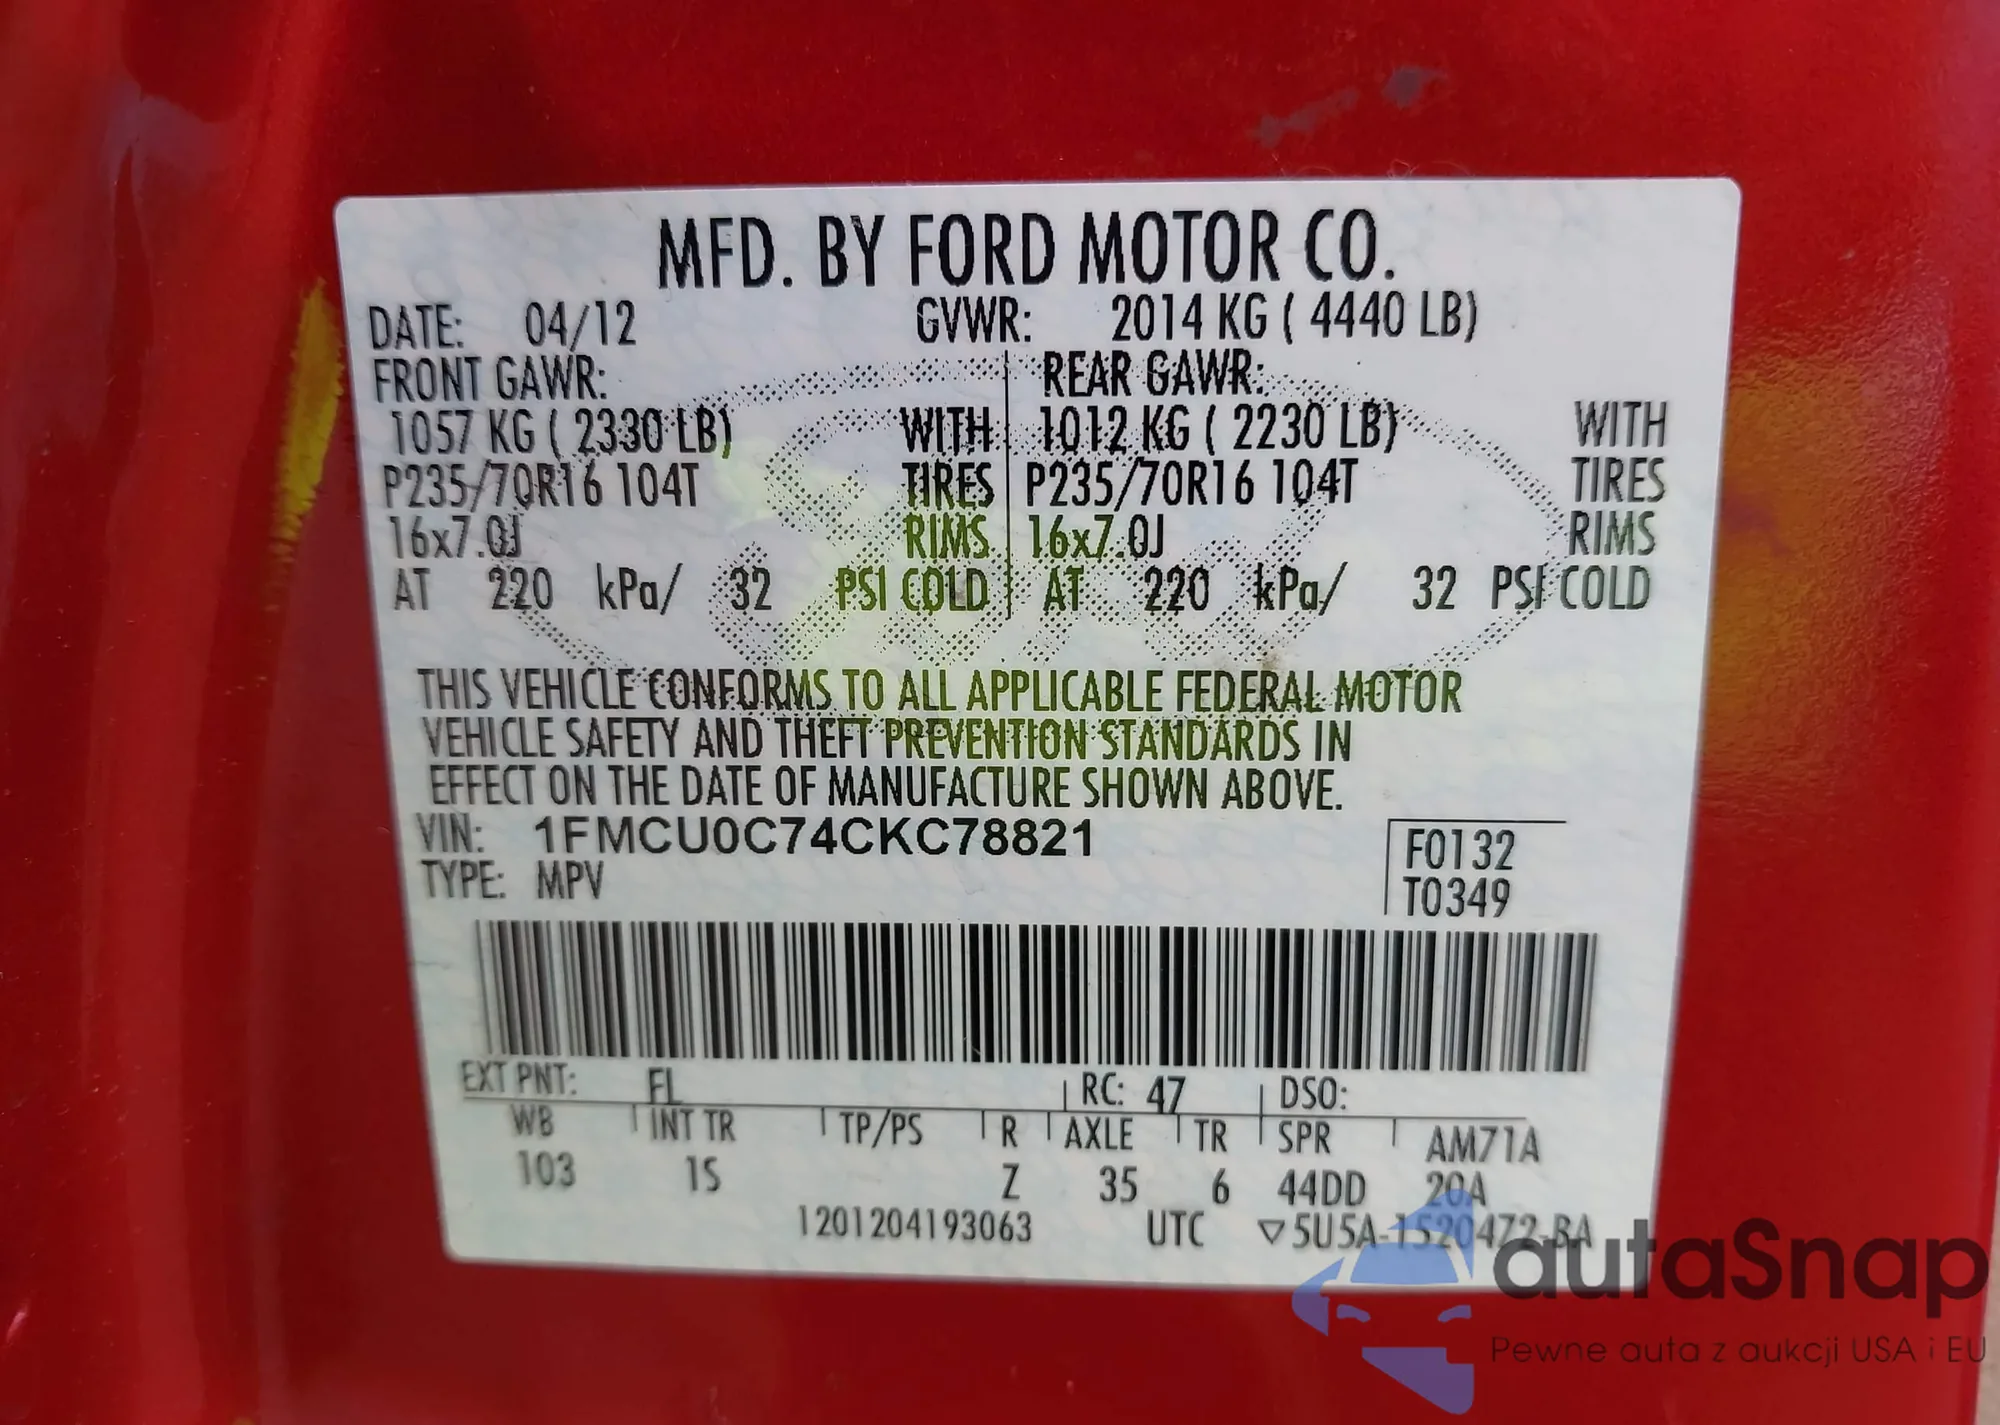 MFD. BY FORD MOTOR CO.
DATE: 04/12 GVWR: 2014 KG ( 4440 LB)
FRONT GAWR: REAR GAWR:
1057 KG ( 2330 LB) WITH 1012 KG ( 2230 LB) WITH
P235/70R16 104T TIRES P235/70R16 104T TIRES
16x7.0J RIMS 16x7.0J RIMS
AT 220 kPa/ 32 PSI COLD AT 220 kPa/ 32 PSI COLD
THIS VEHICLE CONFORMS TO ALL APPLICABLE FEDERAL MOTOR
VEHICLE SAFETY AND THEFT PREVENTION STANDARDS IN
EFFECT ON THE DATE OF MANUFACTURE SHOWN ABOVE.
VIN: 1FMCU0C74CKC78821 F0132
TYPE: MPV T0349
EXT PNT: FL RC: 47 DSO:
WB INT TR TP/PS R AXLE TR SPR AM71A
103 1S Z 35 6 44DD 20A
1201204193063 UTC ▽5U5A-1520472-BA
autaSnap
Pewne auta z aukcji USA i EU